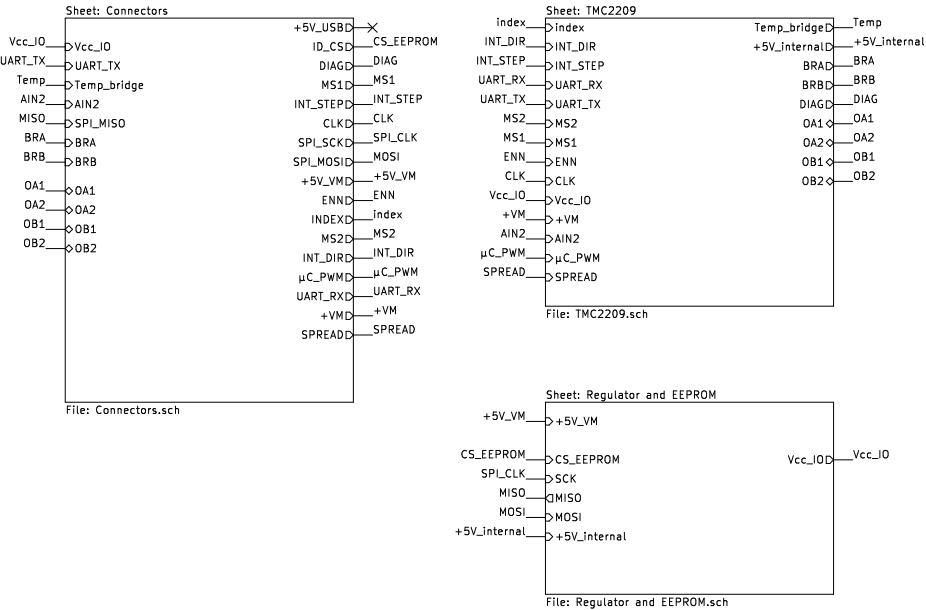 Sheet: Connectors
Vcc_IO Vcc_IO
UART_TX UART_TX
Temp Temp_bridge
AIN2 AIN2
MISO SPI_MISO
BRA BRA
BRB BRB
OA1 OA1
OA2 OA2
OB1 OB1
OB2 OB2
+5V_USB
ID_CS CS_EEPROM
DIAG DIAG
MS1 MS1
INT_STEP INT_STEP
CLK CLK
SPI_SCK SPI_CLK
SPI_MOSI MOSI
+5V_VM +5V_VM
ENN ENN
INDEX index
MS2 MS2
INT_DIR INT_DIR
µC_PWM µC_PWM
UART_RX UART_RX
+VM +VM
SPREAD SPREAD
File: Connectors.sch
Sheet: TMC2209
index index
INT_DIR INT_DIR
INT_STEP INT_STEP
UART_RX UART_RX
UART_TX UART_TX
MS2 MS2
MS1 MS1
ENN ENN
CLK CLK
Vcc_IO Vcc_IO
+VM +VM
AIN2 AIN2
µC_PWM µC_PWM
SPREAD SPREAD
Temp_bridge Temp
+5V_internal +5V_internal
BRA BRA
BRB BRB
DIAG DIAG
OA1 OA1
OA2 OA2
OB1 OB1
OB2 OB2
File: TMC2209.sch
Sheet: Regulator and EEPROM
+5V_VM +5V_VM
CS_EEPROM CS_EEPROM
SPI_CLK SCK
MISO MISO
MOSI MOSI
+5V_internal +5V_internal
Vcc_IO Vcc_IO
File: Regulator and EEPROM.sch